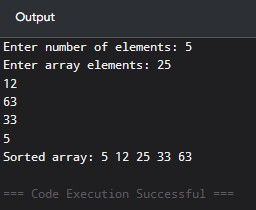 Output
Enter number of elements: 5
Enter array elements: 25
12
63
33
5
Sorted array: 5 12 25 33 63
=== Code Execution Successful ===